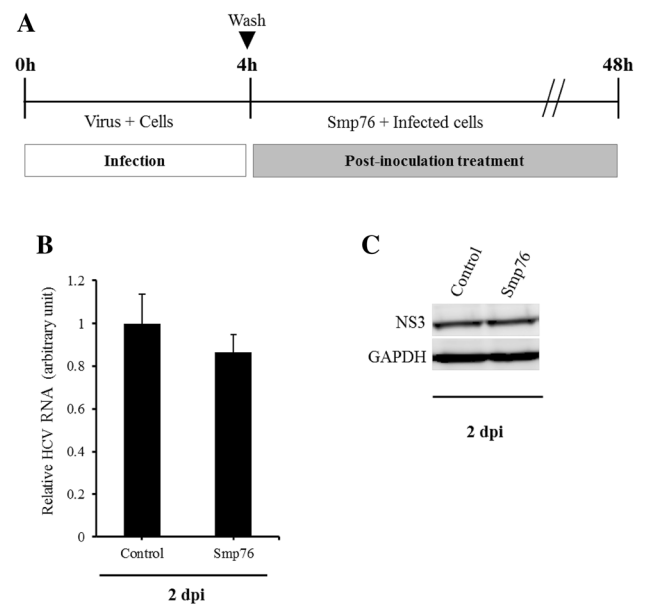 A
Wash
0h 4h 48h
Virus + Cells Smp76 + Infected cells
Infection Post-inoculation treatment
B
Relative HCV RNA (arbitrary unit)
1.2
1
0.8
0.6
0.4
0.2
0
Control Smp76
2 dpi
C
Control Smp76
NS3
GAPDH
2 dpi